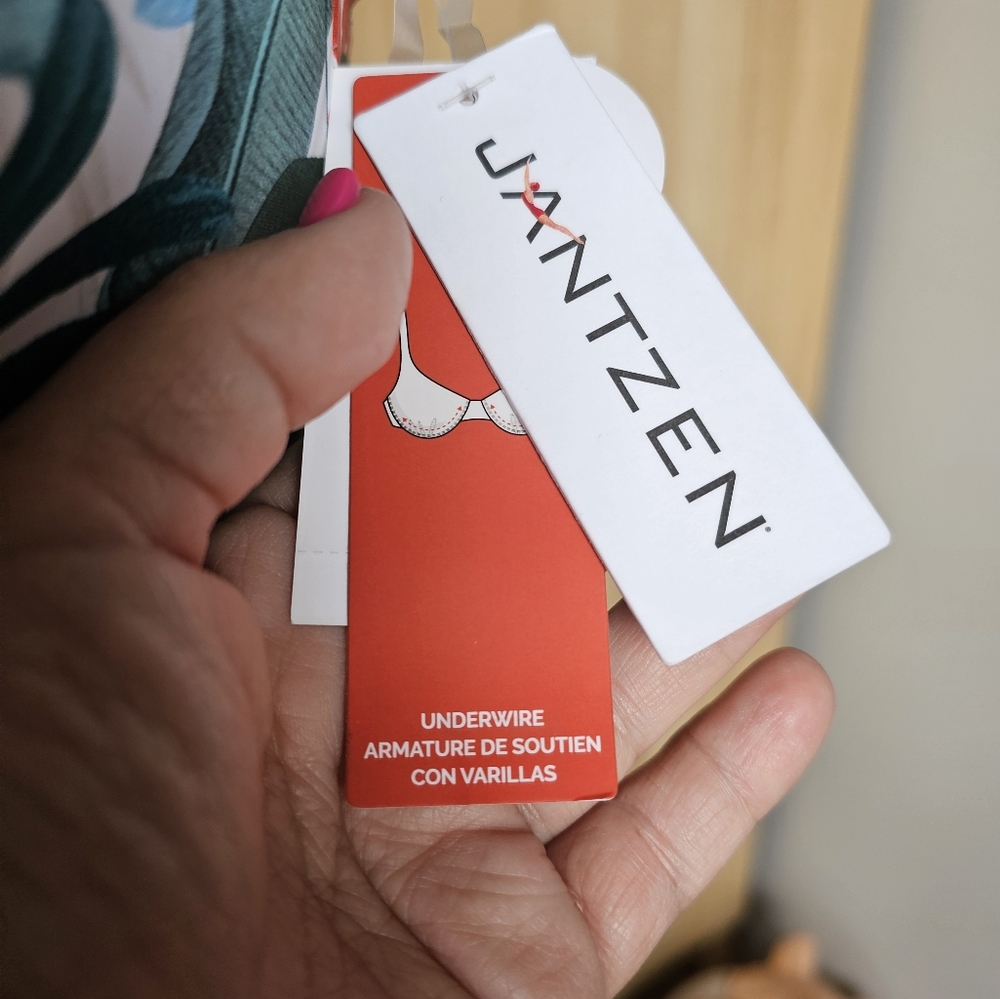 JANTZEN
UNDERWIRE
ARMATURE DE SOUTIEN
CON VARILLAS